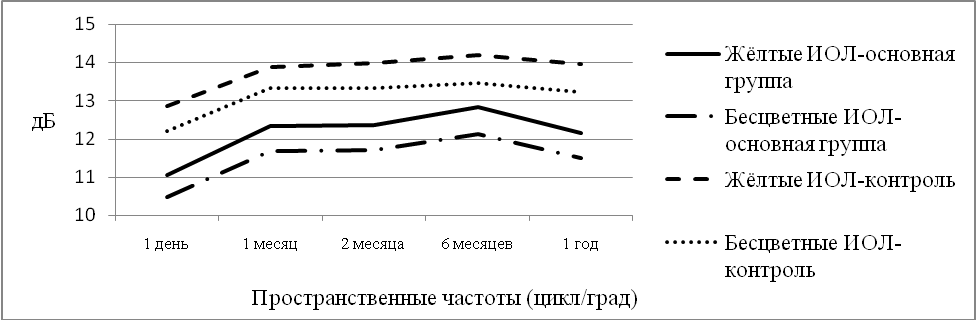 15
14
13
12
11
10
дБ
1 день
1 месяц
2 месяца
6 месяцев
1 год
Пространственные частоты (цикл/град)
Жёлтые ИОЛ-основная
группа
Бесцветные ИОЛ-
основная группа
Жёлтые ИОЛ-контроль
Бесцветные ИОЛ-
контроль